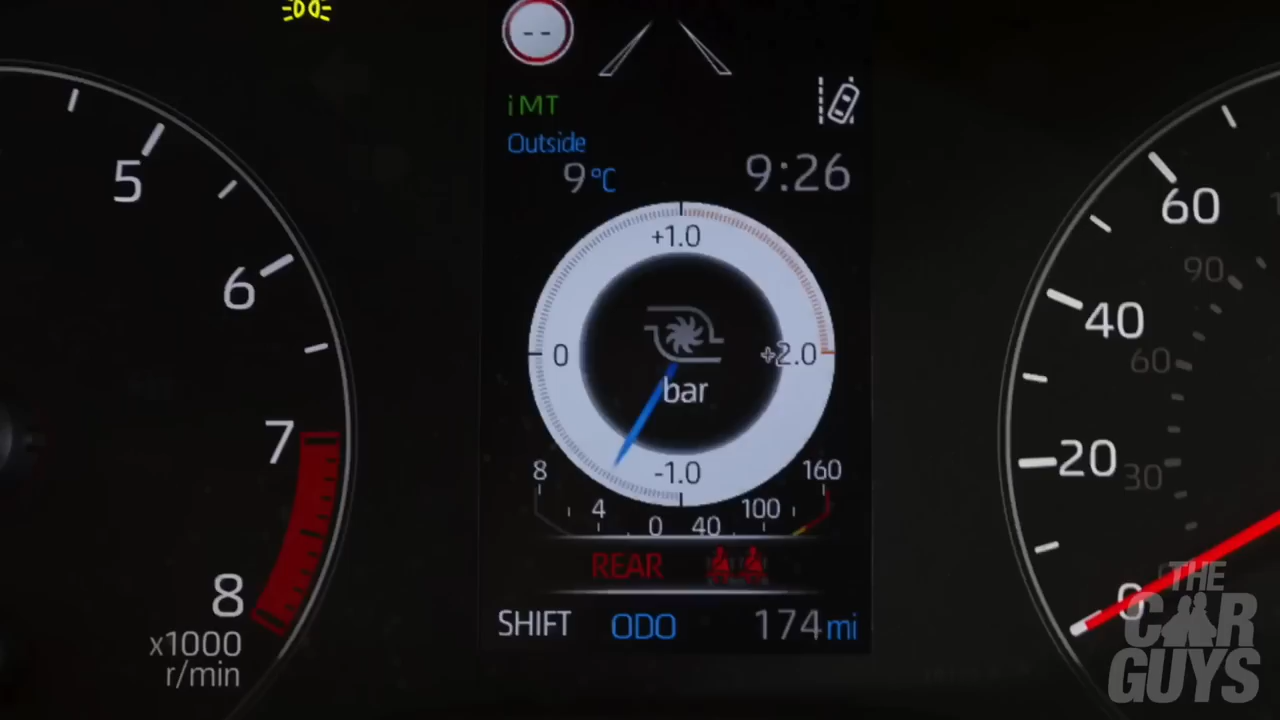 --
iMT
Outside
9°C
9:26
5
6
7
8
x1000
r/min
+1.0
0
+2.0
bar
-1.0
8
4
0
40
100
160
REAR
SHIFT ODO 174 mi
60
90
40
60
20
30
0
THE
CAR
GUYS